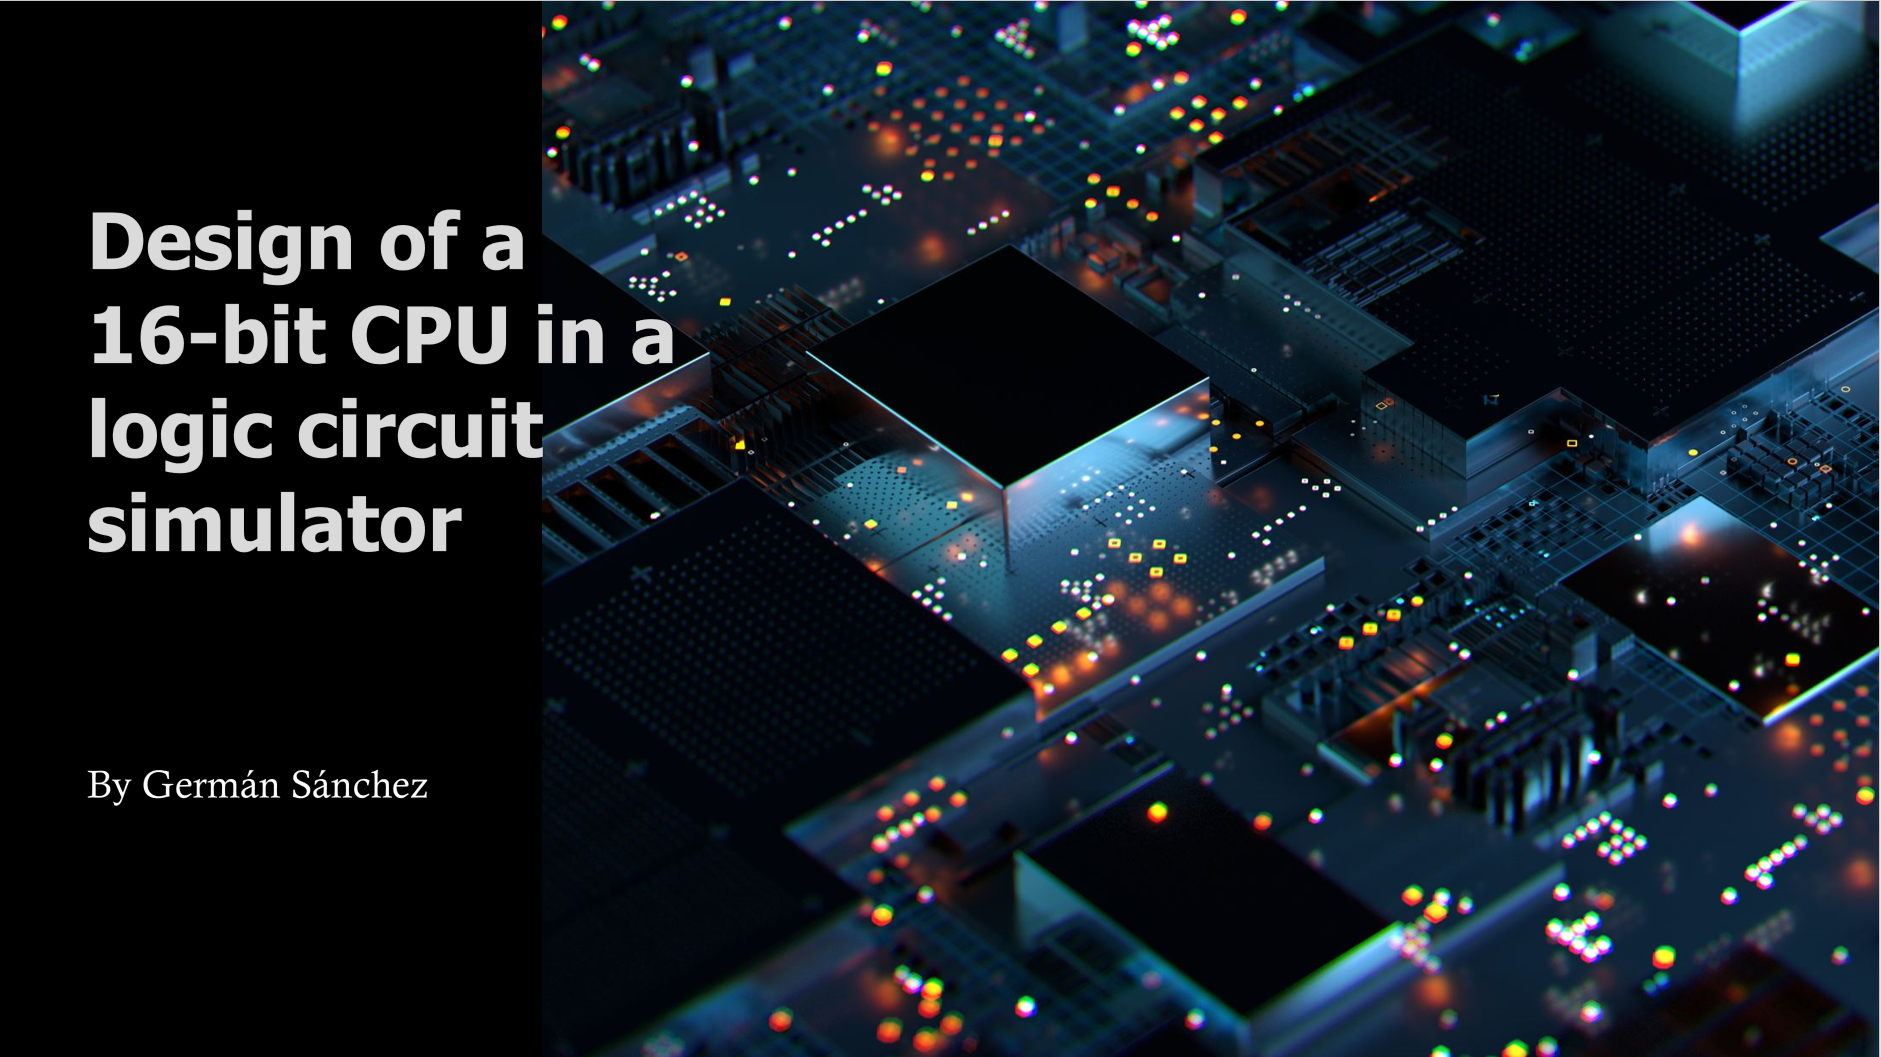 Design of a
16-bit CPU in a
logic circuit
simulator
By Germán Sánchez